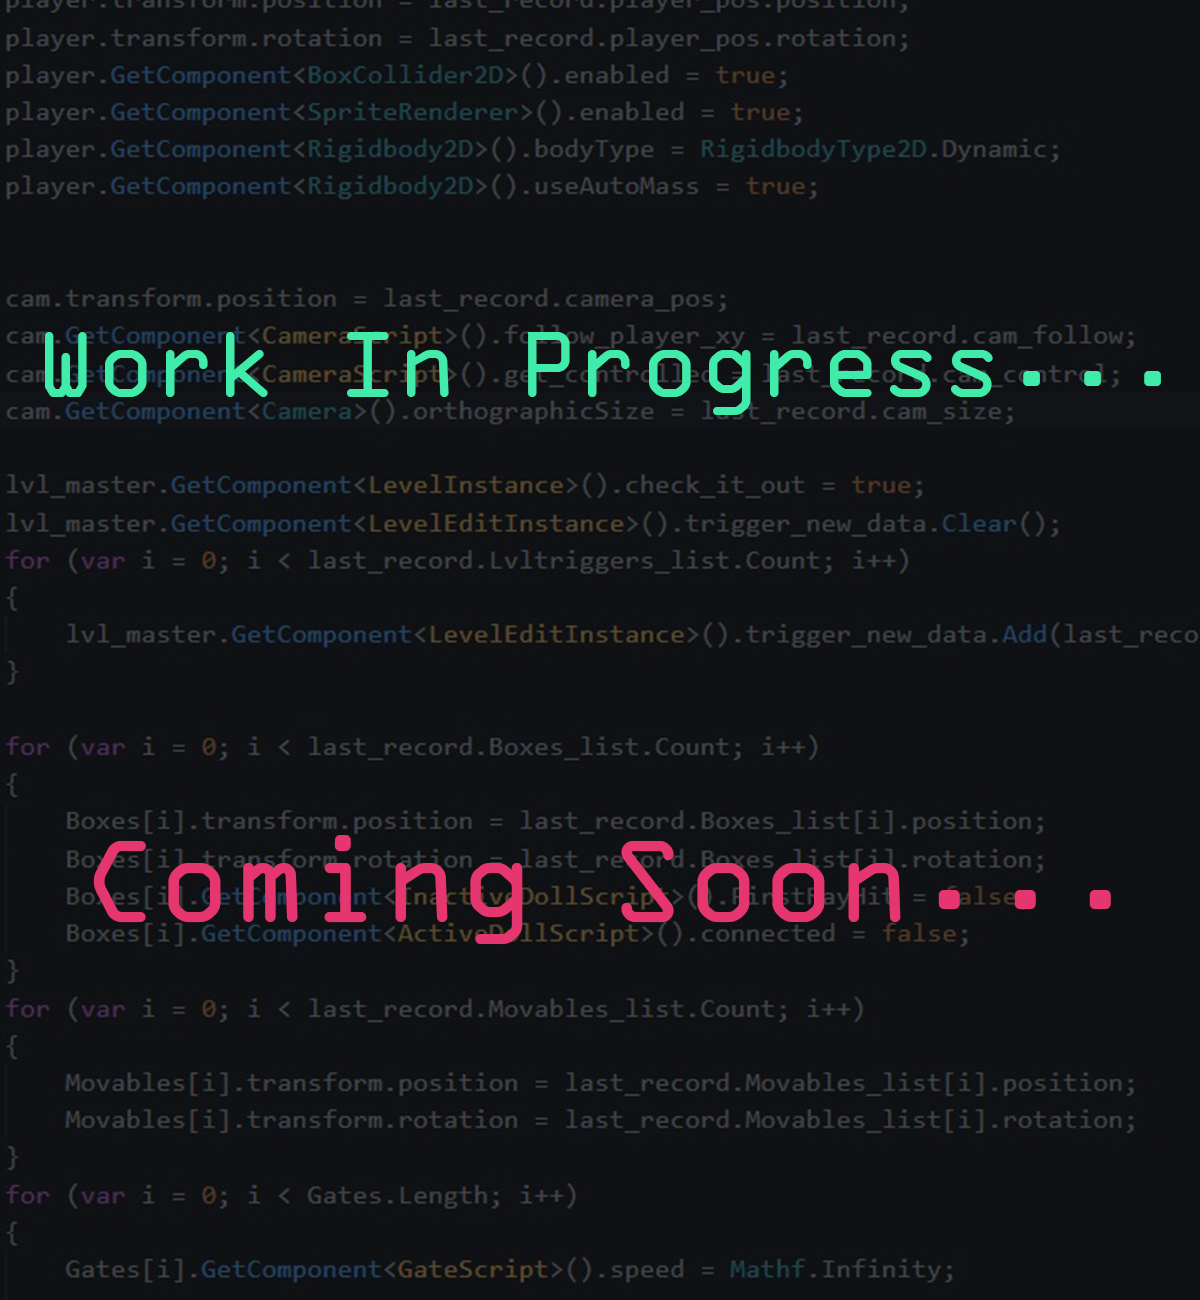 player.transform.position = last_record.player_pos.position;
player.transform.rotation = last_record.player_pos.rotation;
player.GetComponent<BoxCollider2D>().enabled = true;
player.GetComponent<SpriteRenderer>().enabled = true;
player.GetComponent<Rigidbody2D>().bodyType = RigidbodyType2D.Dynamic;
player.GetComponent<Rigidbody2D>().useAutoMass = true;
cam.transform.position = last_record.camera_pos;
cam.GetComponent<CameraScript>().follow_player_xy = last_record.cam_follow;
Work In Progress...
cam.GetComponent<CameraScript>(). = last_record.cam_control;
cam.GetComponent<Camera>().orthographicSize = last_record.cam_size;
lvl_master.GetComponent<LevelInstance>().check_it_out = true;
lvl_master.GetComponent<LevelEditInstance>().trigger_new_data.Clear();
for (var i = 0; i < last_record.Lvltriggers_list.Count; i++)
{
lvl_master.GetComponent<LevelEditInstance>().trigger_new_data.Add(last_reco
}
for (var i = 0; i < last_record.Boxes_list.Count; i++)
{
Boxes[i].transform.position = last_record.Boxes_list[i].position;
Boxes[i].transform.rotation = last_record.Boxes_list[i].rotation;
Coming Soon...
Boxes[i].GetComponent<InactiveDollScript>().FirstRayHit = false;
Boxes[i].GetComponent<ActiveDollScript>().connected = false;
}
for (var i = 0; i < last_record.Movables_list.Count; i++)
{
Movables[i].transform.position = last_record.Movables_list[i].position;
Movables[i].transform.rotation = last_record.Movables_list[i].rotation;
}
for (var i = 0; i < Gates.Length; i++)
{
Gates[i].GetComponent<GateScript>().speed = Mathf.Infinity;